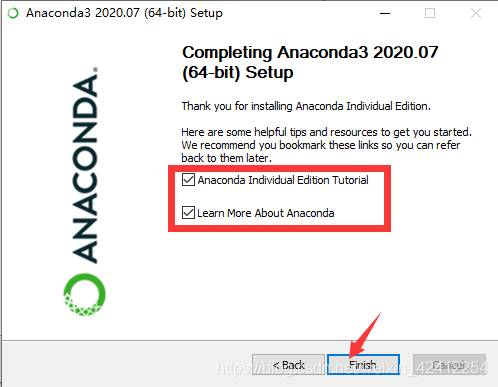 Anaconda3 2020.07 (64-bit) Setup
ANACONDA.
Completing Anaconda3 2020.07
(64-bit) Setup
Thank you for installing Anaconda Individual Edition.
Here are some helpful tips and resources to get you started.
We recommend you bookmark these links so you can refer
back to them later.
Anaconda Individual Edition Tutorial
Learn More About Anaconda
< Back
Finish
Cancel
https://blog.csdn.net/weixin_42412254